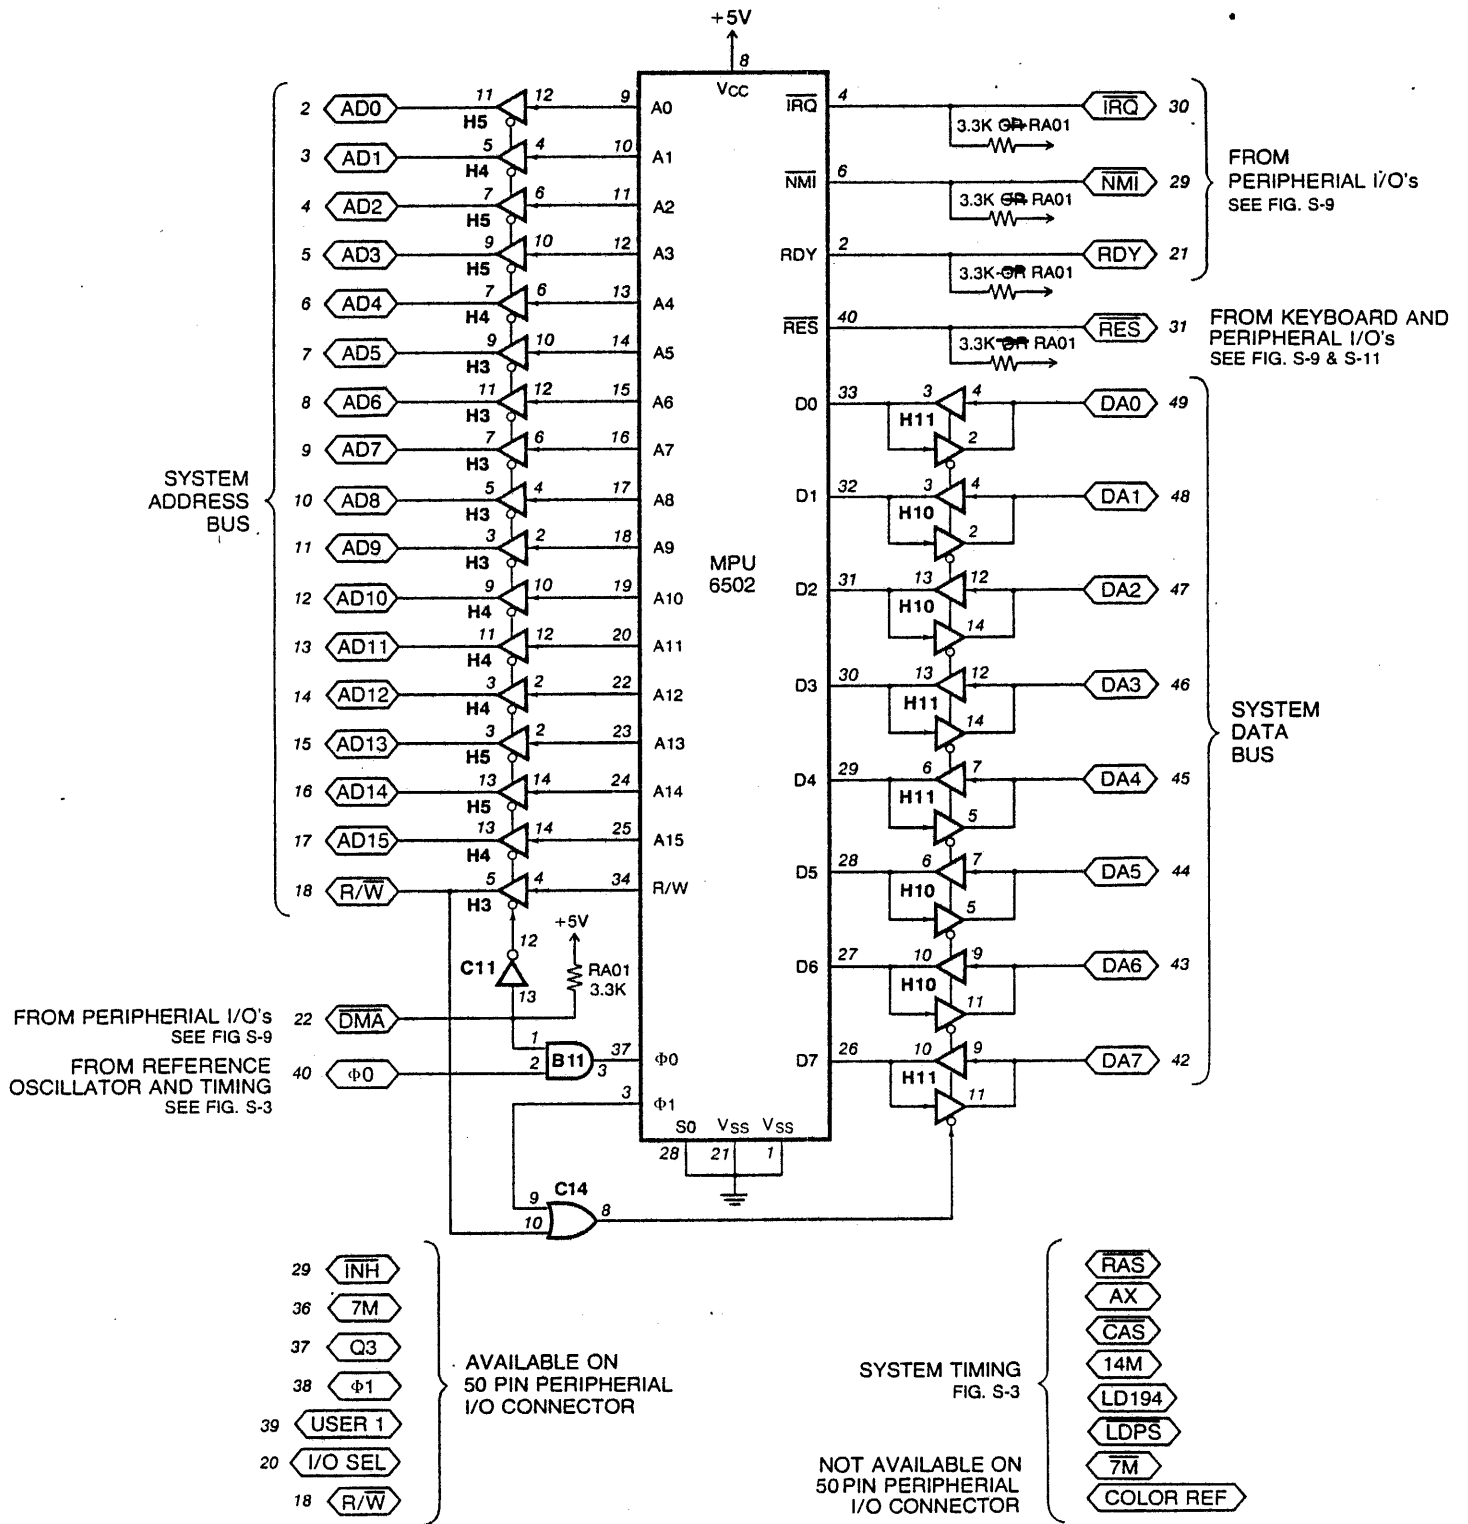 +5V
8
VCC
2 AD0 11 12 9 A0
H5
3 AD1 5 4 10 A1
H4
4 AD2 7 6 11 A2
H5
5 AD3 9 10 12 A3
H5
6 AD4 7 6 13 A4
H4
7 AD5 9 10 14 A5
H3
8 AD6 11 12 15 A6
H3
9 AD7 7 6 16 A7
H3
10 AD8 5 4 17 A8
H3
11 AD9 3 2 18 A9
H3
12 AD10 9 10 19 A10
H4
13 AD11 11 12 20 A11
H4
14 AD12 3 2 22 A12
H4
15 AD13 3 2 23 A13
H5
16 AD14 13 14 24 A14
H5
17 AD15 13 14 25 A15
H4
18 R/W̅ 5 4 34 R/W
H3
SYSTEM
ADDRESS
BUS
12
C11
13
+5V
RA01
3.3K
FROM PERIPHERIAL I/O's
SEE FIG S-9
22 D̅M̅A̅
FROM REFERENCE
OSCILLATOR AND TIMING
SEE FIG. S-3
40 Φ0
1
2 B11 3
37 Φ0
3 Φ1
MPU
6502
S0 VSS VSS
28 21 1
C14
9
10
8
I̅R̅Q̅ 4 I̅R̅Q̅ 30
3.3K OR RA01
N̅M̅I̅ 6 N̅M̅I̅ 29
3.3K OR RA01
RDY 2 RDY 21
3.3K OR RA01
FROM
PERIPHERIAL I/O's
SEE FIG. S-9
R̅E̅S̅ 40 R̅E̅S̅ 31
3.3K OR RA01
FROM KEYBOARD AND
PERIPHERAL I/O's
SEE FIG. S-9 & S-11
D0 33 3 4 DA0 49
H11 2
D1 32 3 4 DA1 48
H10 2
D2 31 13 12 DA2 47
H10 14
D3 30 13 12 DA3 46
H11 14
D4 29 6 7 DA4 45
H11 5
D5 28 6 7 DA5 44
H10 5
D6 27 10 9 DA6 43
H10 11
D7 26 10 9 DA7 42
H11 11
SYSTEM
DATA
BUS
29 I̅N̅H̅
36 7M
37 Q3
38 Φ1
39 USER 1
20 I/O SEL
18 R/W̅
AVAILABLE ON
50 PIN PERIPHERIAL
I/O CONNECTOR
SYSTEM TIMING
FIG. S-3
NOT AVAILABLE ON
50 PIN PERIPHERIAL
I/O CONNECTOR
R̅A̅S̅
AX
C̅A̅S̅
14M
LD194
L̅D̅P̅S̅
7̅M̅
COLOR REF